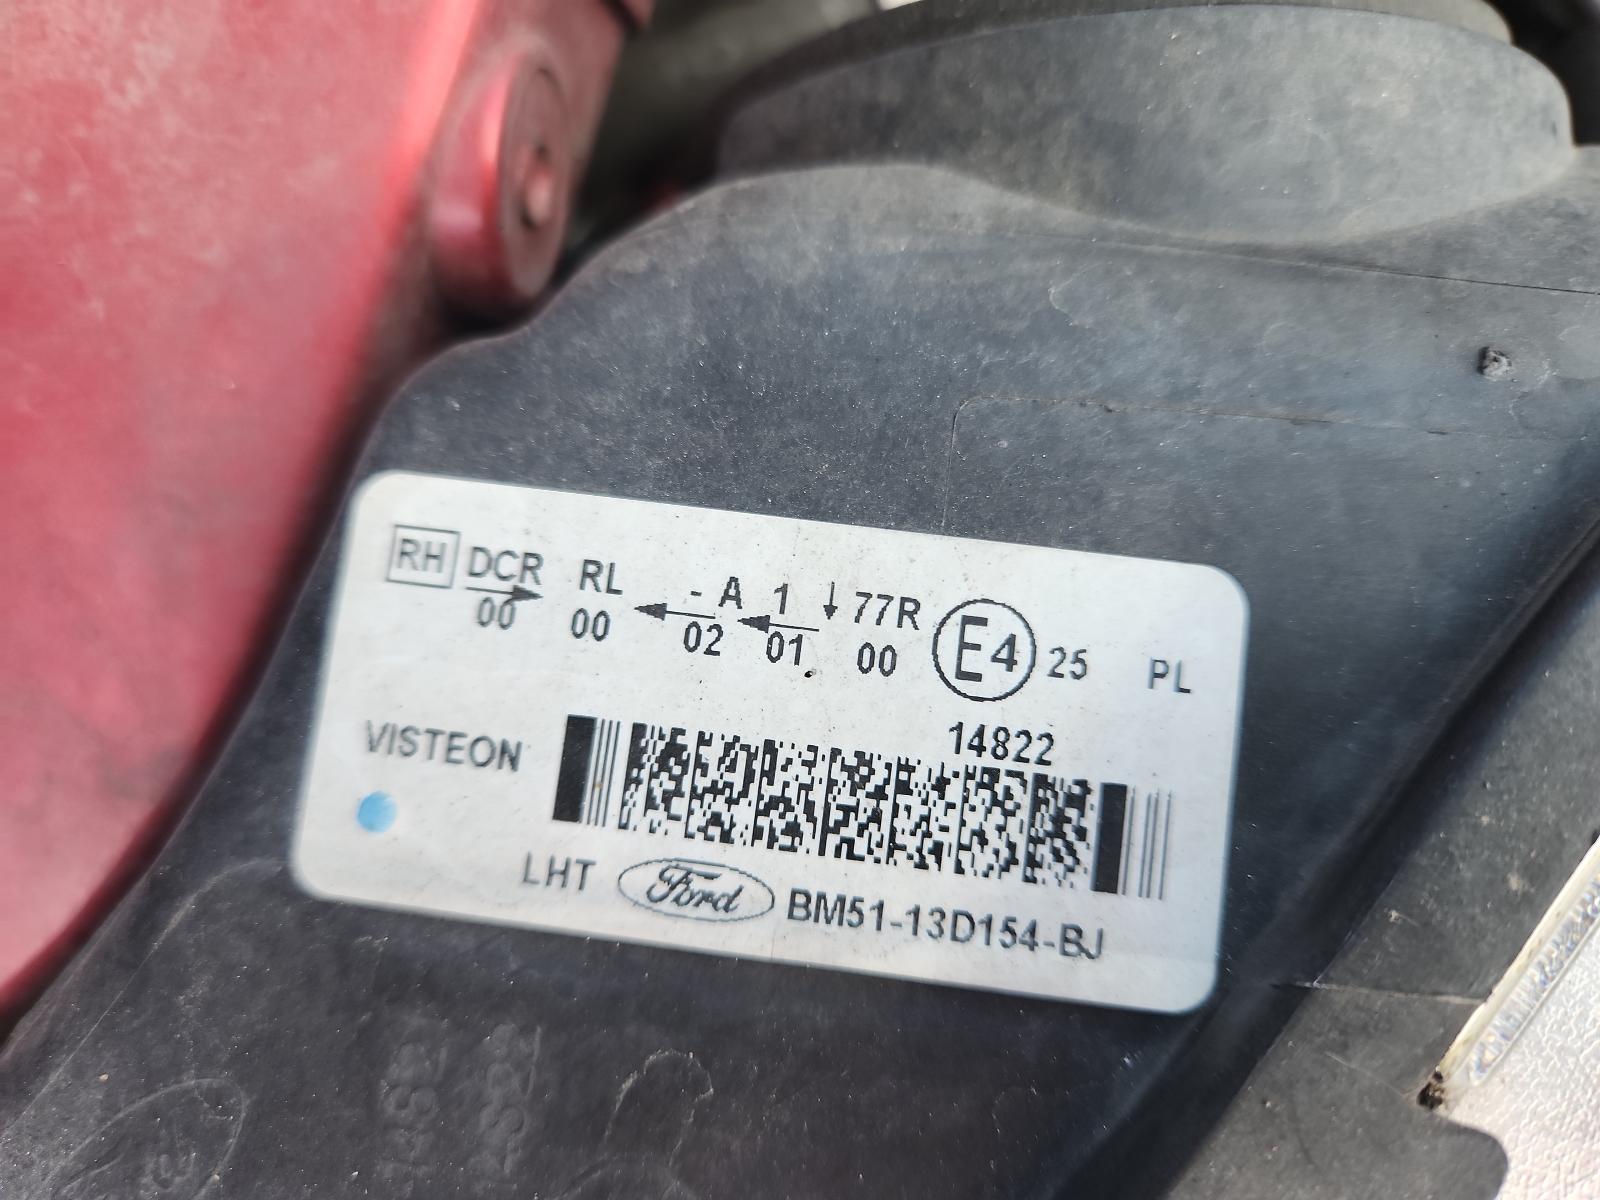 RH DCR RL - A 1 ↓ 77R E4 25 PL
00 00 02 01 00
14822
VISTEON
LHT Ford BM51-13D154-BJ